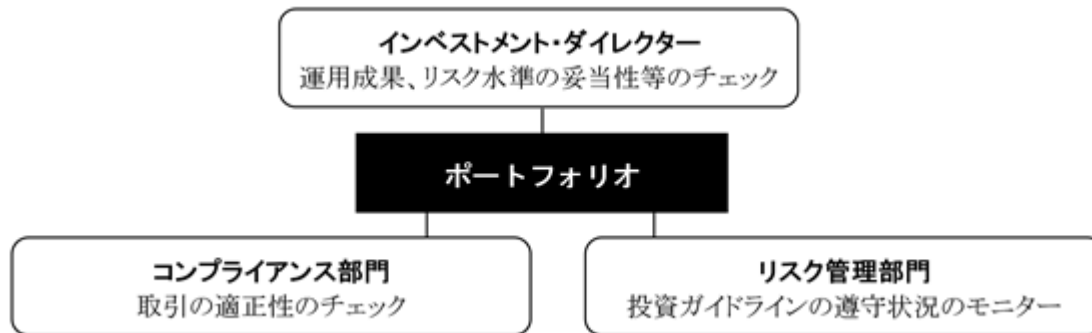 インベストメント・ダイレクター
運用成果、リスク水準の妥当性等のチェック
ポートフォリオ
コンプライアンス部門
取引の適正性のチェック
リスク管理部門
投資ガイドラインの遵守状況のモニター